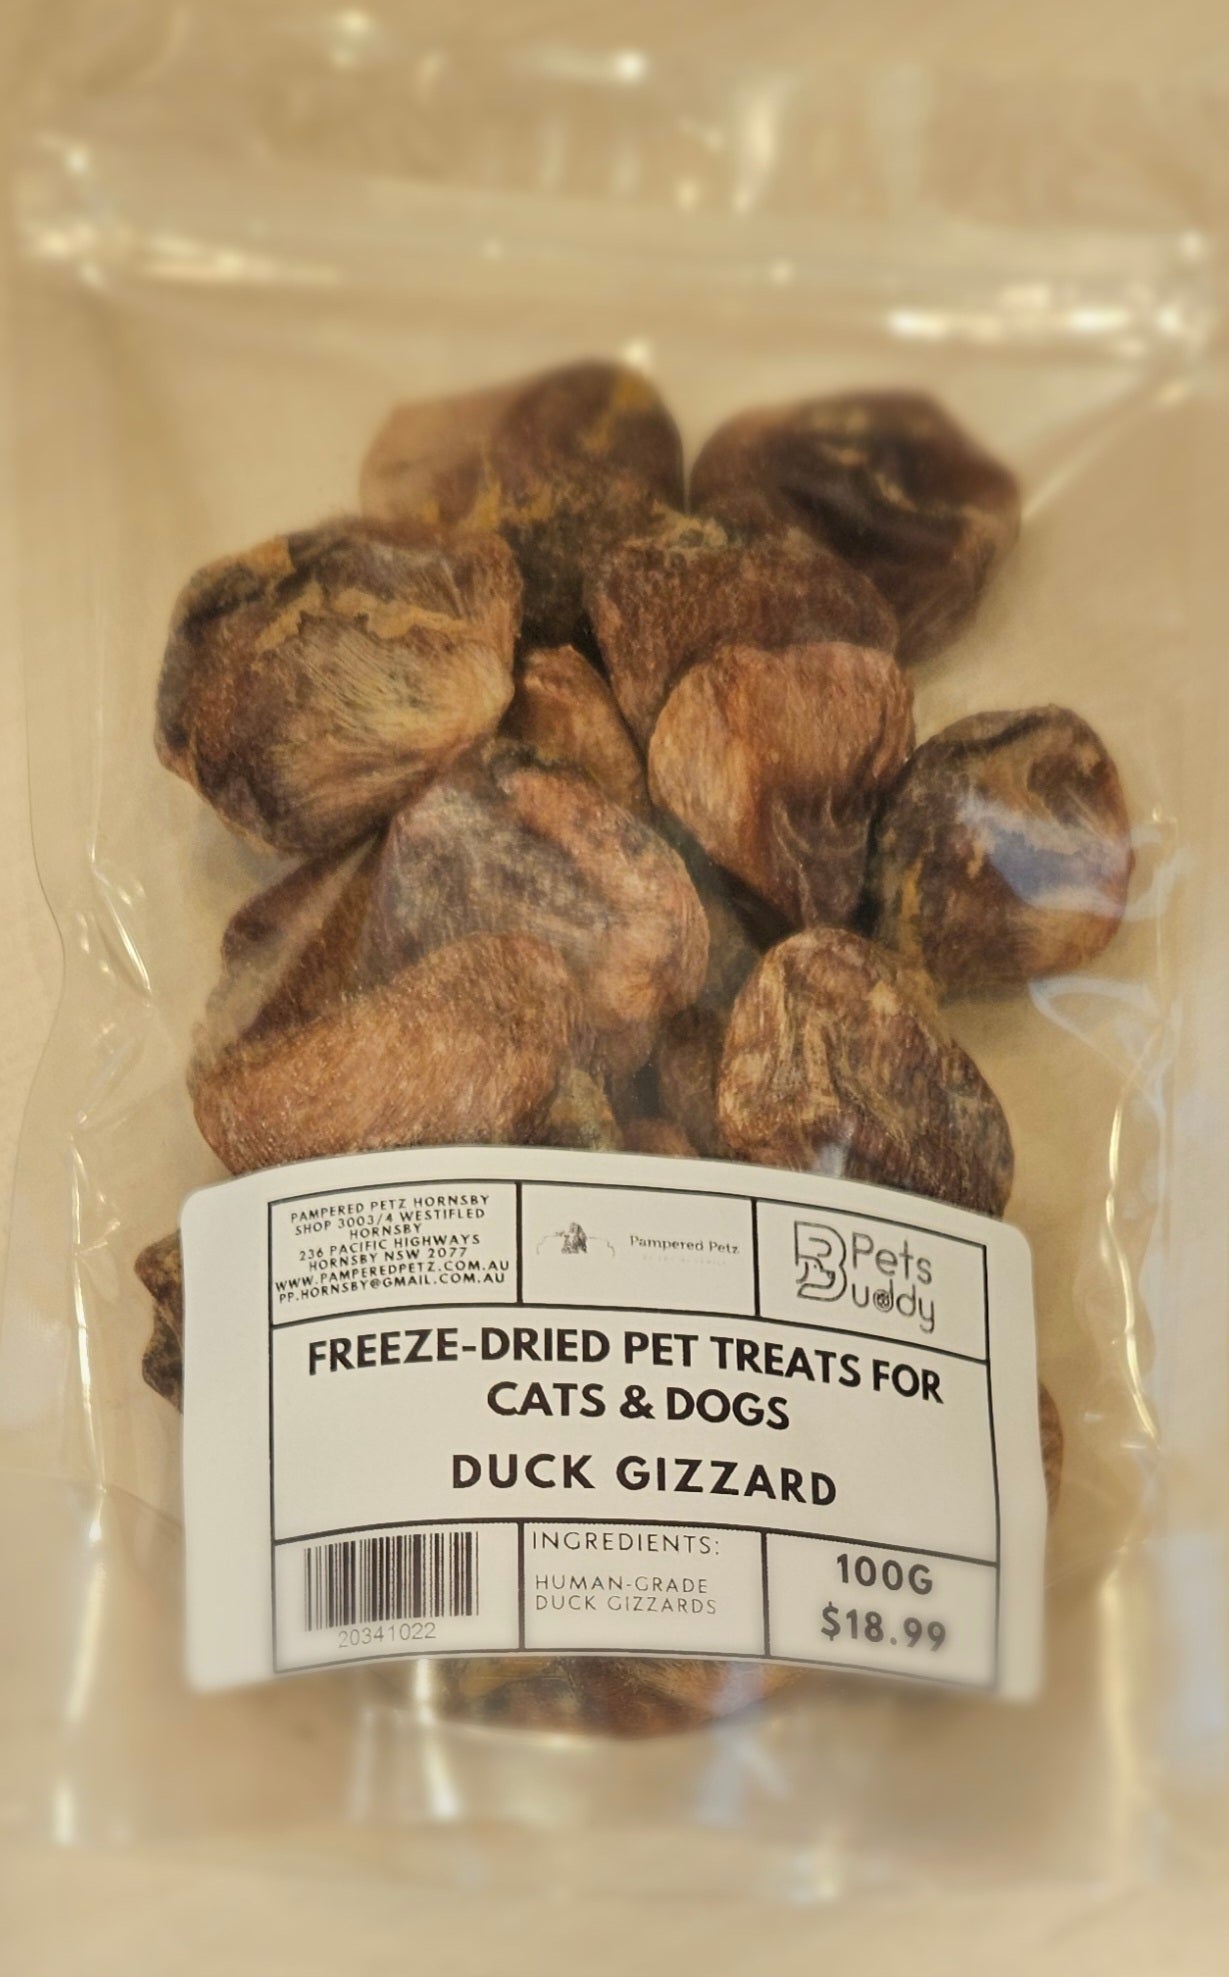 PAMPERED PETZ HORNSBY
SHOP 3003/4 WESTIFLED
HORNSBY
236 PACIFIC HIGHWAYS
HORNSBY NSW 2077
WWW.PAMPEREDPETZ.COM.AU
PP.HORNSBY@GMAIL.COM.AU
Pampered Petz
Pets
Buddy
FREEZE-DRIED PET TREATS FOR
CATS & DOGS
DUCK GIZZARD
20341022
INGREDIENTS:
HUMAN-GRADE
DUCK GIZZARDS
100G
$18.99